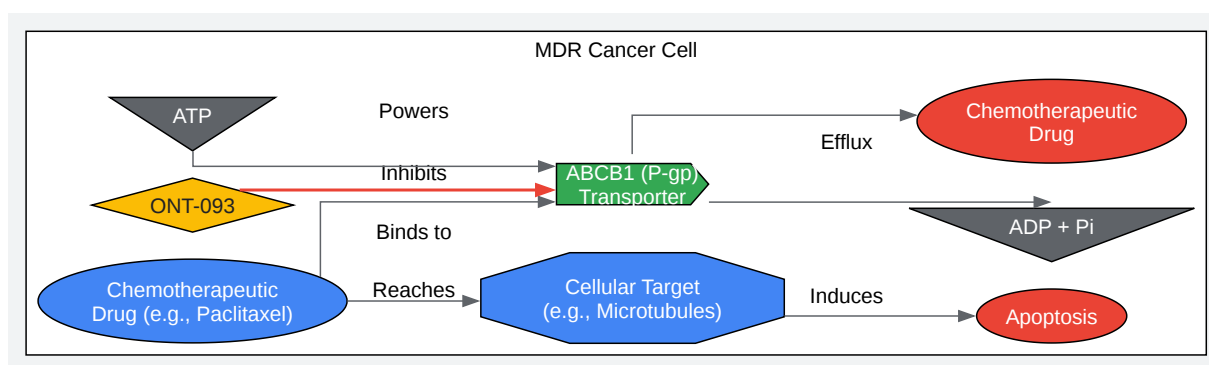 MDR Cancer Cell
ATP
Powers
Chemotherapeutic
Drug
Efflux
Inhibits
ABCB1 (P-gp)
Transporter
ONT-093
ADP + Pi
Binds to
Chemotherapeutic
Drug (e.g., Paclitaxel)
Reaches
Cellular Target
(e.g., Microtubules)
Induces
Apoptosis